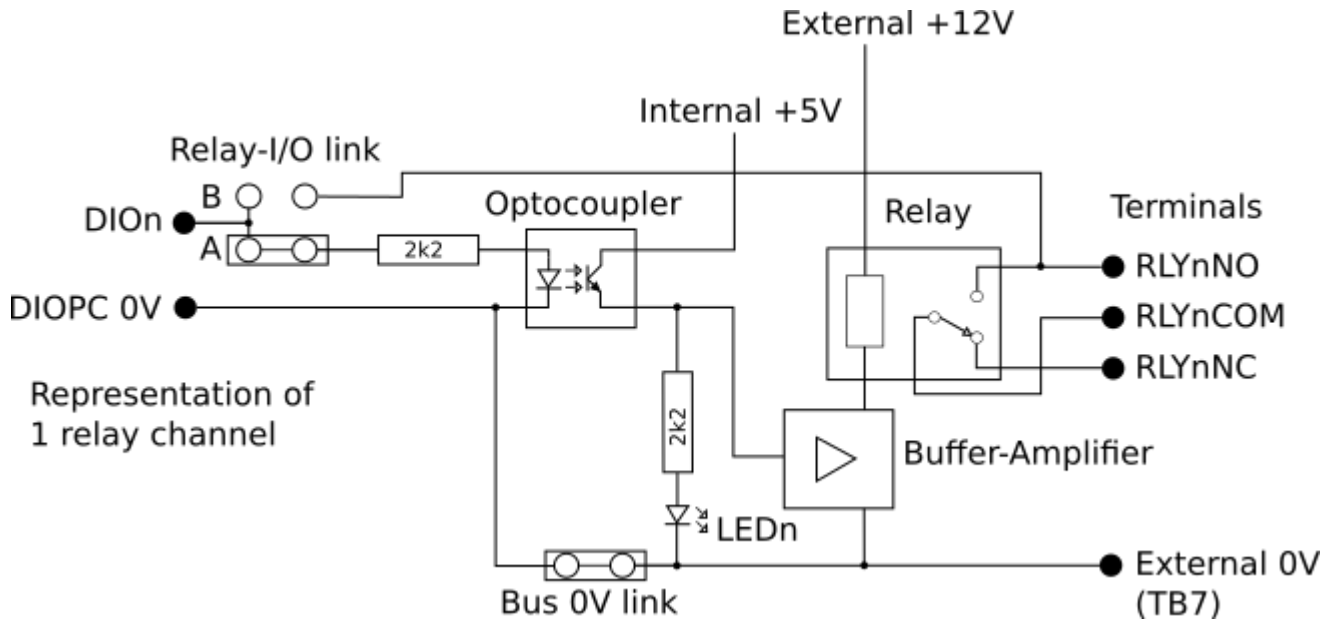 External +12V
Internal +5V
Relay-I/O link
B
Optocoupler
Relay
Terminals
DIOn
A
2k2
RLYnNO
DIOPC 0V
RLYnCOM
RLYnNC
Representation of
1 relay channel
2k2
Buffer-Amplifier
LEDn
External 0V
(TB7)
Bus 0V link